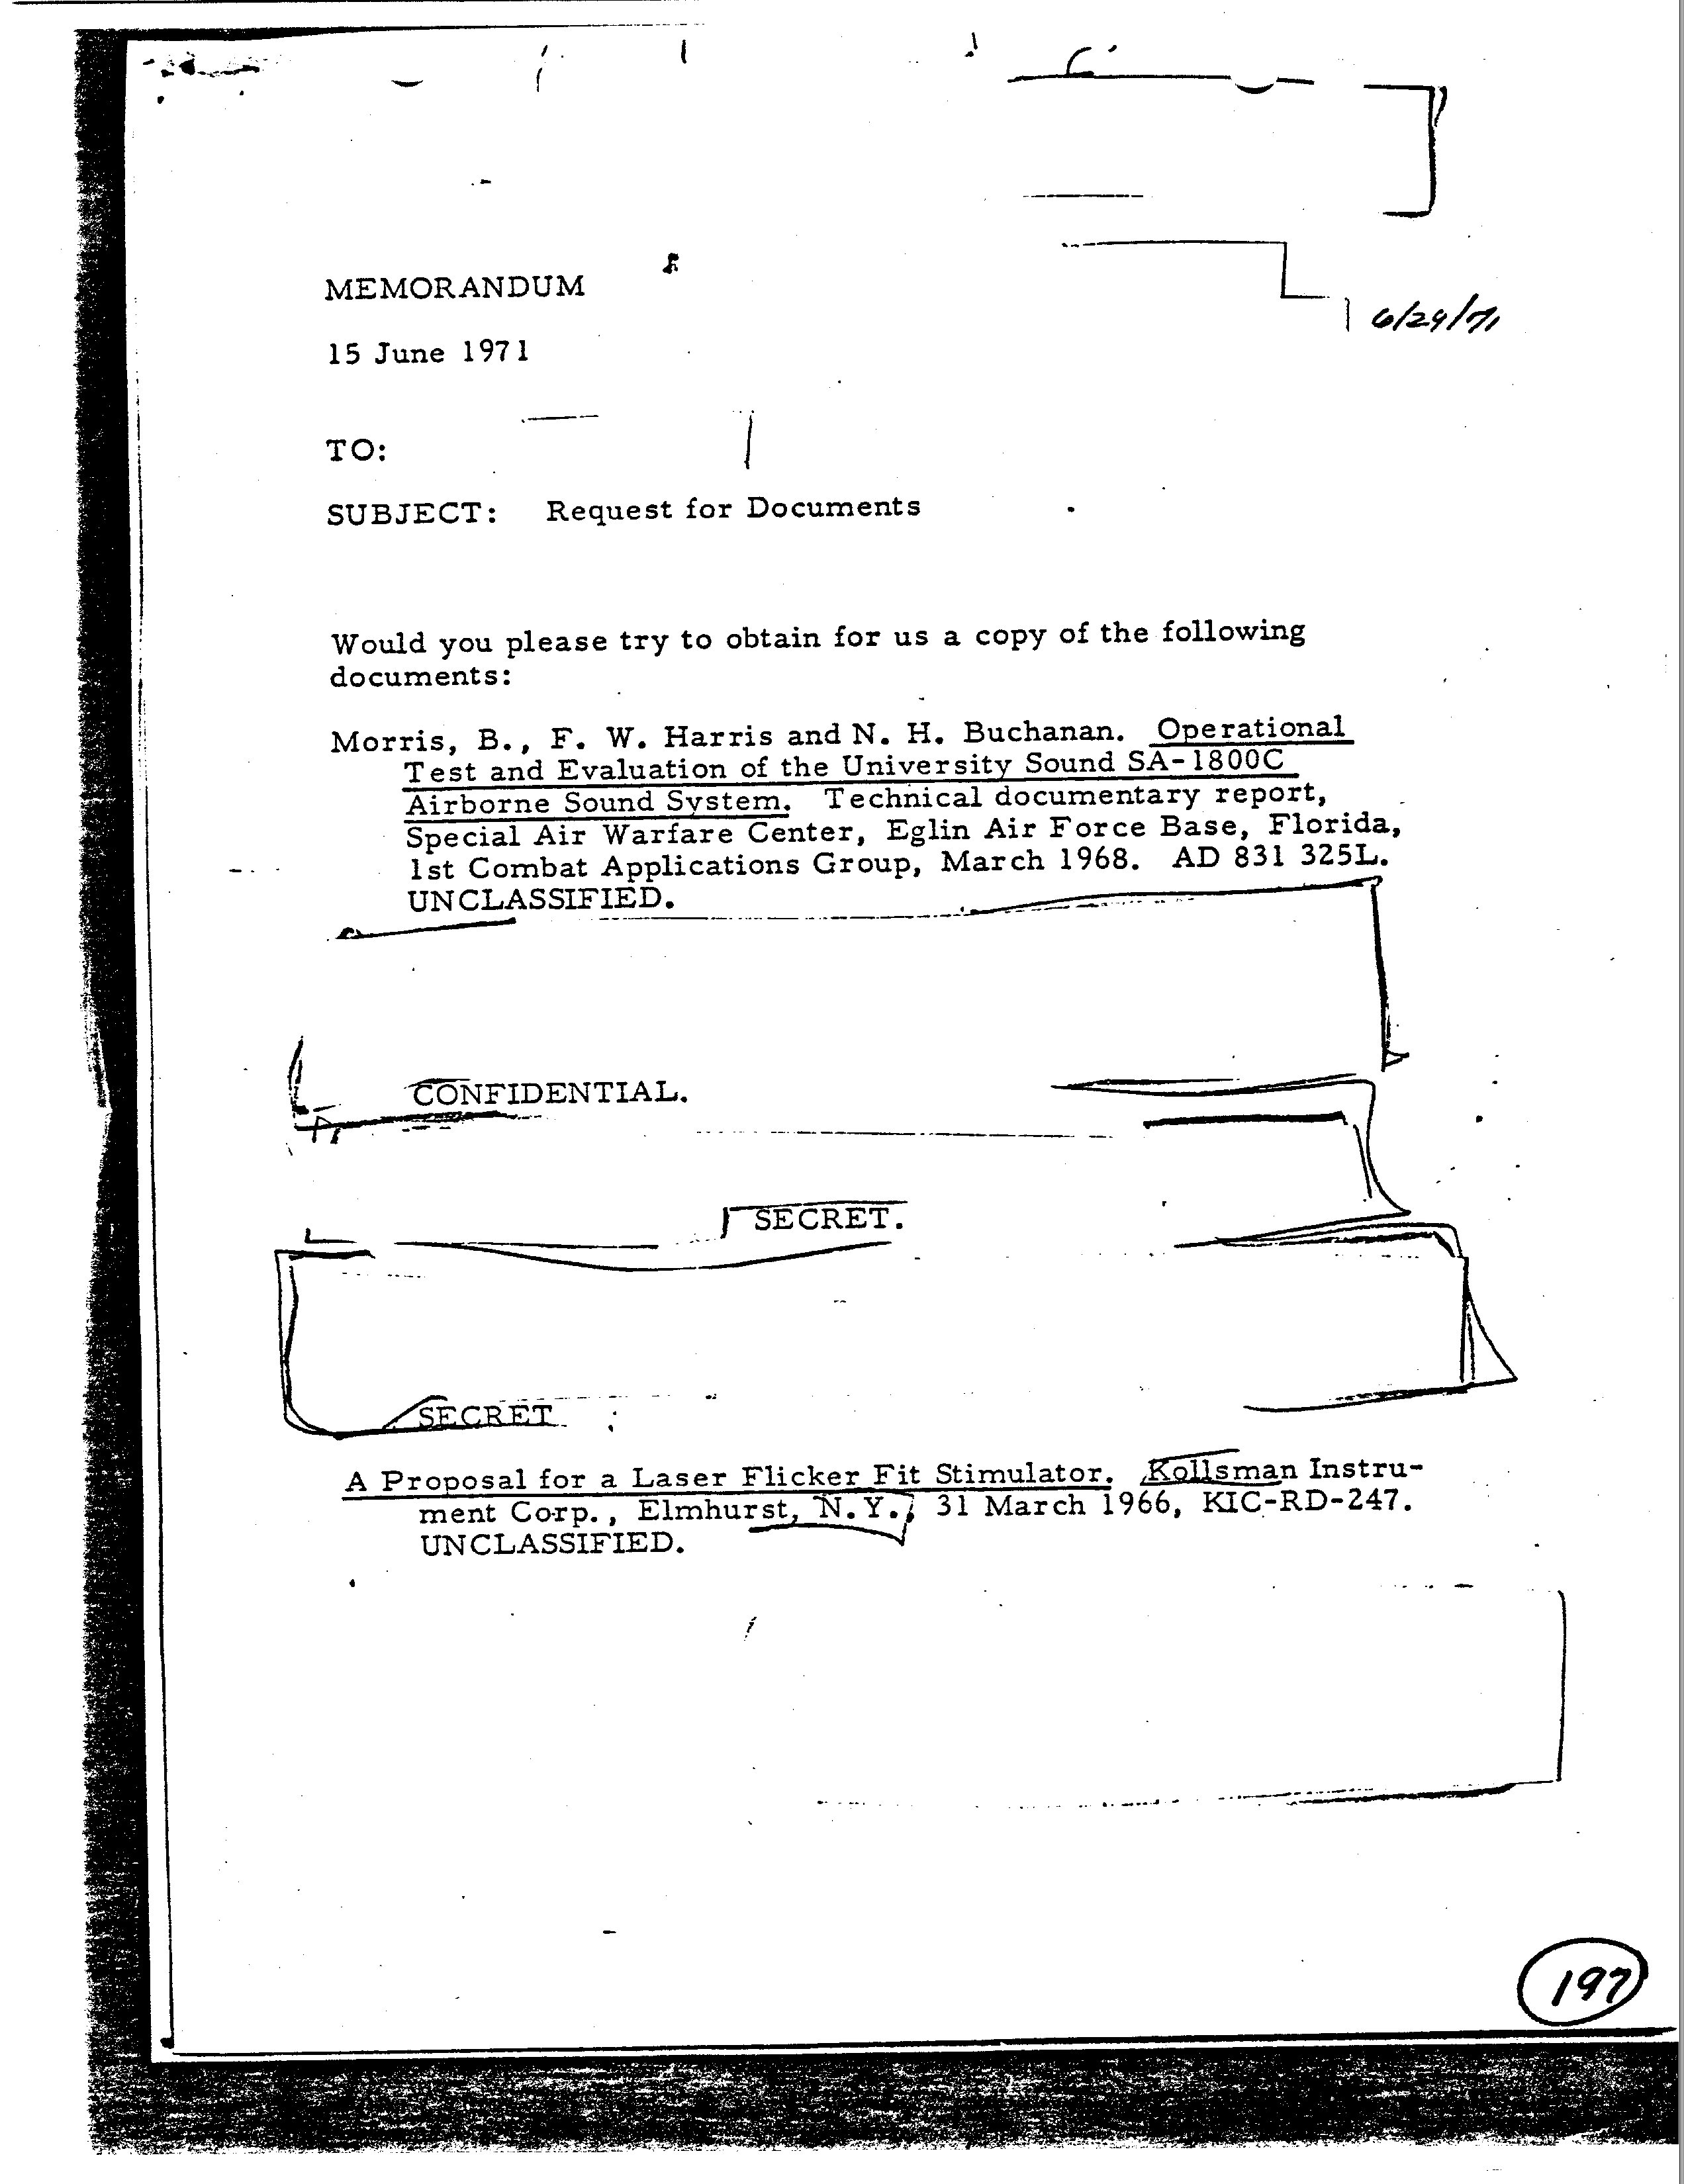 6/29/71
MEMORANDUM
15 June 1971
TO:
SUBJECT: Request for Documents
Would you please try to obtain for us a copy of the following
documents:
Morris, B., F. W. Harris and N. H. Buchanan. Operational
Test and Evaluation of the University Sound SA-1800C
Airborne Sound System. Technical documentary report,
Special Air Warfare Center, Eglin Air Force Base, Florida,
1st Combat Applications Group, March 1968. AD 831 325L.
UNCLASSIFIED.
CONFIDENTIAL.
SECRET.
SECRET
A Proposal for a Laser Flicker Fit Stimulator. Kollsman Instru-
ment Corp., Elmhurst, N.Y., 31 March 1966, KIC-RD-247.
UNCLASSIFIED.
197